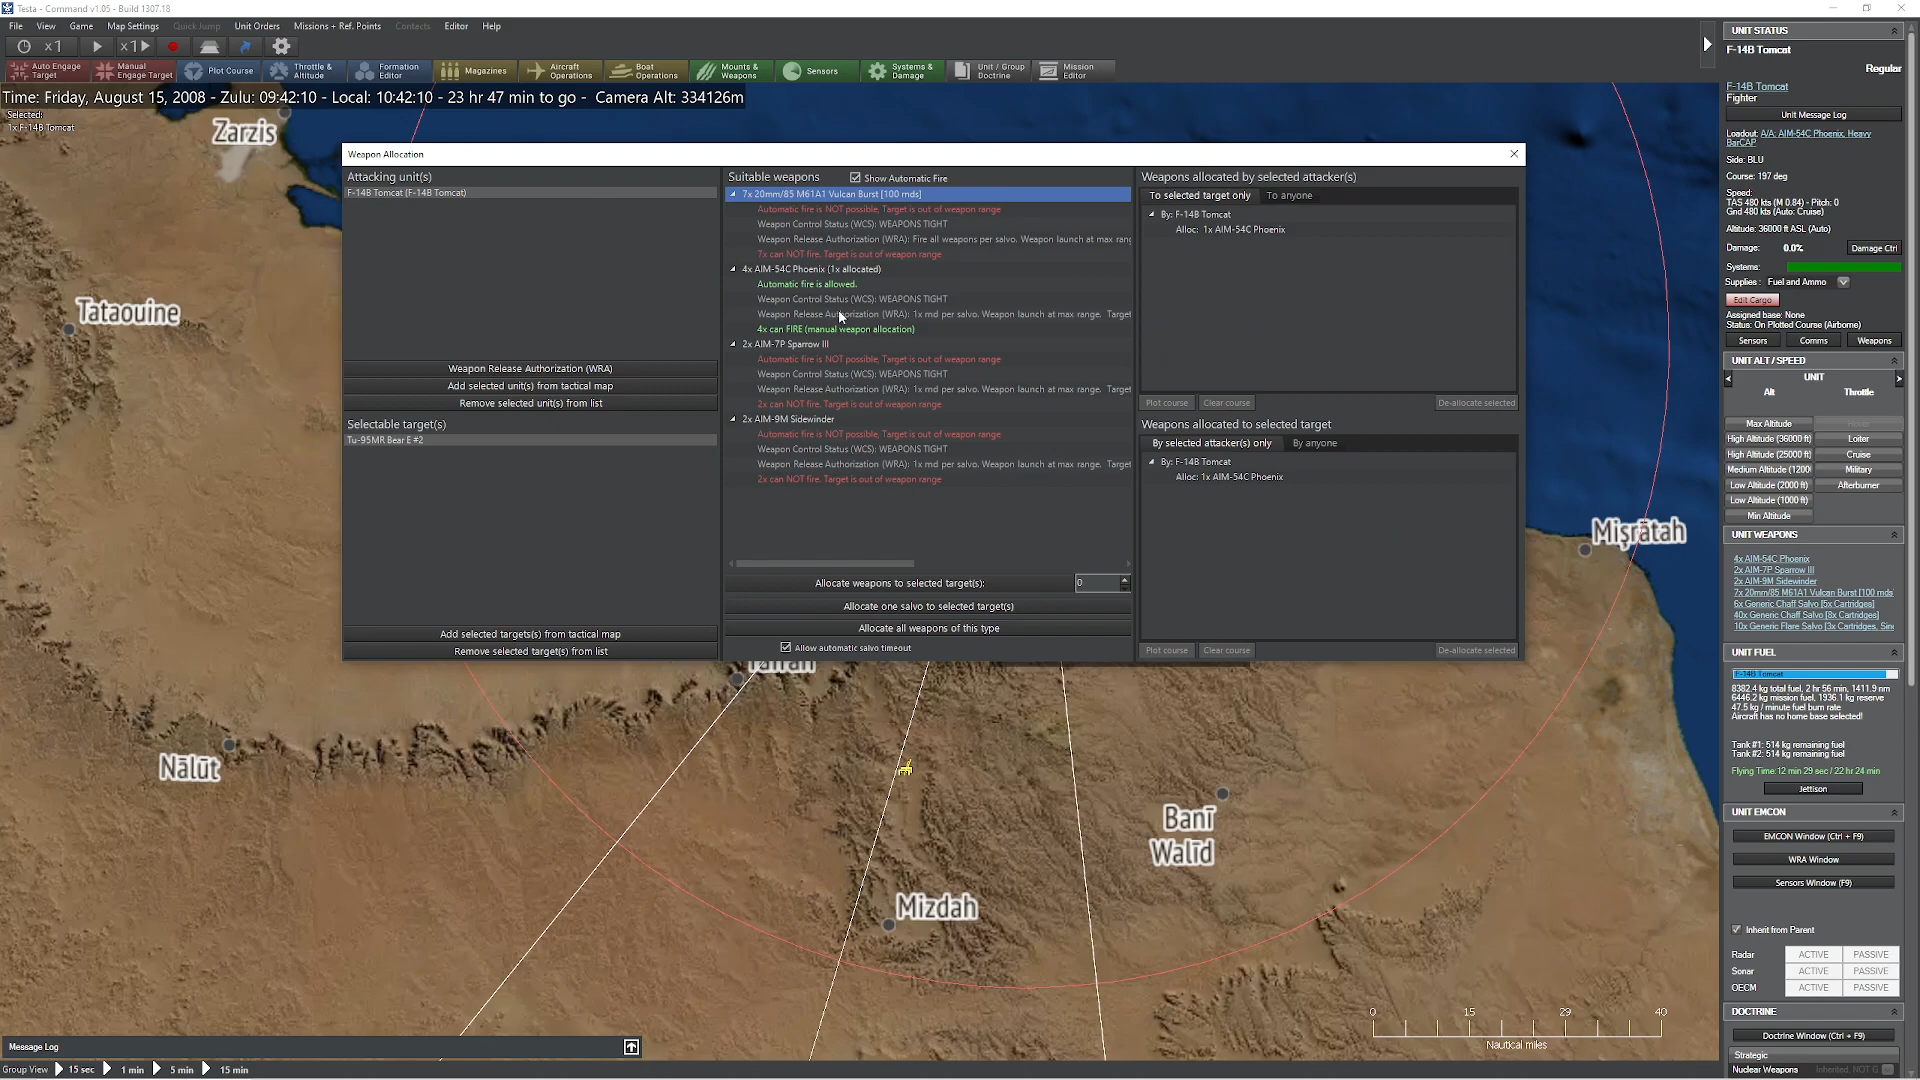 Testa - Command v1.05 - Build 1307.18
File View Game Map Settings Quick Jump Unit Orders Missions + Ref. Points Contacts Editor Help
x1 x1
Auto Engage Target
Manual Engage Target
Plot Course
Throttle & Altitude
Formation Editor
Magazines
Aircraft Operations
Boat Operations
Mounts & Weapons
Sensors
Systems & Damage
Unit / Group Doctrine
Mission Editor
Time: Friday, August 15, 2008 - Zulu: 09:42:10 - Local: 10:42:10 - 23 hr 47 min to go - Camera Alt: 334126m
Selected:
1x F-14B Tomcat
Zarzis
Tataouine
Nālūt
Mizdah
Banī
Walīd
Mişrātah
Weapon Allocation
Attacking unit(s)
F-14B Tomcat (F-14B Tomcat)
Weapon Release Authorization (WRA)
Add selected unit(s) from tactical map
Remove selected unit(s) from list
Selectable target(s)
Tu-95MR Bear E #2
Add selected targets(s) from tactical map
Remove selected target(s) from list
Suitable weapons Show Automatic Fire
7x 20mm/85 M61A1 Vulcan Burst [100 rnds]
Automatic fire is NOT possible, Target is out of weapon range
Weapon Control Status (WCS): WEAPONS TIGHT
Weapon Release Authorization (WRA): Fire all weapons per salvo. Weapon launch at max rang
7x can NOT fire. Target is out of weapon range
4x AIM-54C Phoenix (1x allocated)
Automatic fire is allowed.
Weapon Control Status (WCS): WEAPONS TIGHT
Weapon Release Authorization (WRA): 1x rnd per salvo. Weapon launch at max range. Target
4x can FIRE (manual weapon allocation)
2x AIM-7P Sparrow III
Automatic fire is NOT possible, Target is out of weapon range
Weapon Control Status (WCS): WEAPONS TIGHT
Weapon Release Authorization (WRA): 1x rnd per salvo. Weapon launch at max range. Target
2x can NOT fire. Target is out of weapon range
2x AIM-9M Sidewinder
Automatic fire is NOT possible, Target is out of weapon range
Weapon Control Status (WCS): WEAPONS TIGHT
Weapon Release Authorization (WRA): 1x rnd per salvo. Weapon launch at max range. Target
2x can NOT fire. Target is out of weapon range
Allocate weapons to selected target(s): 0
Allocate one salvo to selected target(s)
Allocate all weapons of this type
Allow automatic salvo timeout
Weapons allocated by selected attacker(s)
To selected target only To anyone
By: F-14B Tomcat
Alloc: 1x AIM-54C Phoenix
Plot course Clear course De-allocate selected
Weapons allocated to selected target
By selected attacker(s) only By anyone
By: F-14B Tomcat
Alloc: 1x AIM-54C Phoenix
Plot course Clear course De-allocate selected
0 15 29 40
Nautical miles
Message Log
Group View 15 sec 1 min 5 min 15 min
UNIT STATUS
F-14B Tomcat
Regular
F-14B Tomcat
Fighter
Unit Message Log
Loadout: A/A: AIM-54C Phoenix, Heavy
BarCAP
Side: BLU
Course: 197 deg
Speed:
TAS 480 kts (M 0.84) - Pitch: 0
Gnd 480 kts (Auto: Cruise)
Altitude: 36000 ft ASL (Auto)
Damage: 0.0% Damage Ctrl
Systems:
Supplies: Fuel and Ammo
Edit Cargo
Assigned base: None
Status: On Plotted Course (Airborne)
Sensors Comms Weapons
UNIT ALT / SPEED
UNIT
Alt Throttle
Max Altitude
High Altitude (36000 ft) Loiter
High Altitude (25000 ft) Cruise
Medium Altitude (1200 Military
Low Altitude (2000 ft) Afterburner
Low Altitude (1000 ft)
Min Altitude
UNIT WEAPONS
4x AIM-54C Phoenix
2x AIM-7P Sparrow III
2x AIM-9M Sidewinder
7x 20mm/85 M61A1 Vulcan Burst [100 rnds
6x Generic Chaff Salvo [5x Cartridges]
40x Generic Chaff Salvo [8x Cartridges]
10x Generic Flare Salvo [3x Cartridges, Sin
UNIT FUEL
F-14B Tomcat
8382.4 kg total fuel, 2 hr 56 min, 1411.9 nm
6446.2 kg mission fuel, 1936.1 kg reserve
47.5 kg / minute fuel burn rate
Aircraft has no home base selected!
Tank #1: 514 kg remaining fuel
Tank #2: 514 kg remaining fuel
Flying Time: 12 min 29 sec / 22 hr 24 min
Jettison
UNIT EMCON
EMCON Window (Ctrl + F9)
WRA Window
Sensors Window (F9)
Inherit from Parent
Radar ACTIVE PASSIVE
Sonar ACTIVE PASSIVE
OECM ACTIVE PASSIVE
DOCTRINE
Doctrine Window (Ctrl + F9)
Strategic
Nuclear Weapons Inherited, NOT G